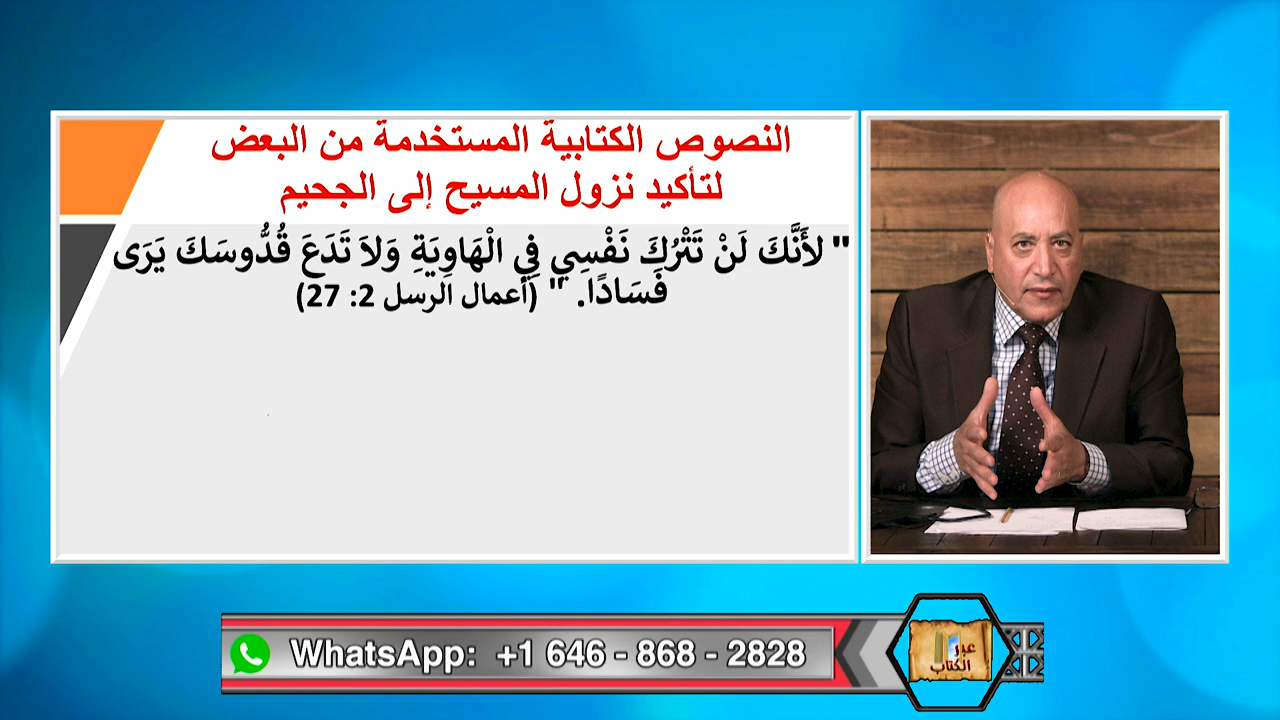 النصوص الكتابية المستخدمة من البعض
لتأكيد نزول المسيح إلى الجحيم
" لأَنَّكَ لَنْ تَتْرُكَ نَفْسِي فِي الْهَاوِيَةِ وَلاَ تَدَعَ قُدُّوسَكَ يَرَى
فَسَادًا. " (أعمال الرسل 2: 27)
WhatsApp: +1 646 - 868 - 2828
عبر
الكتاب